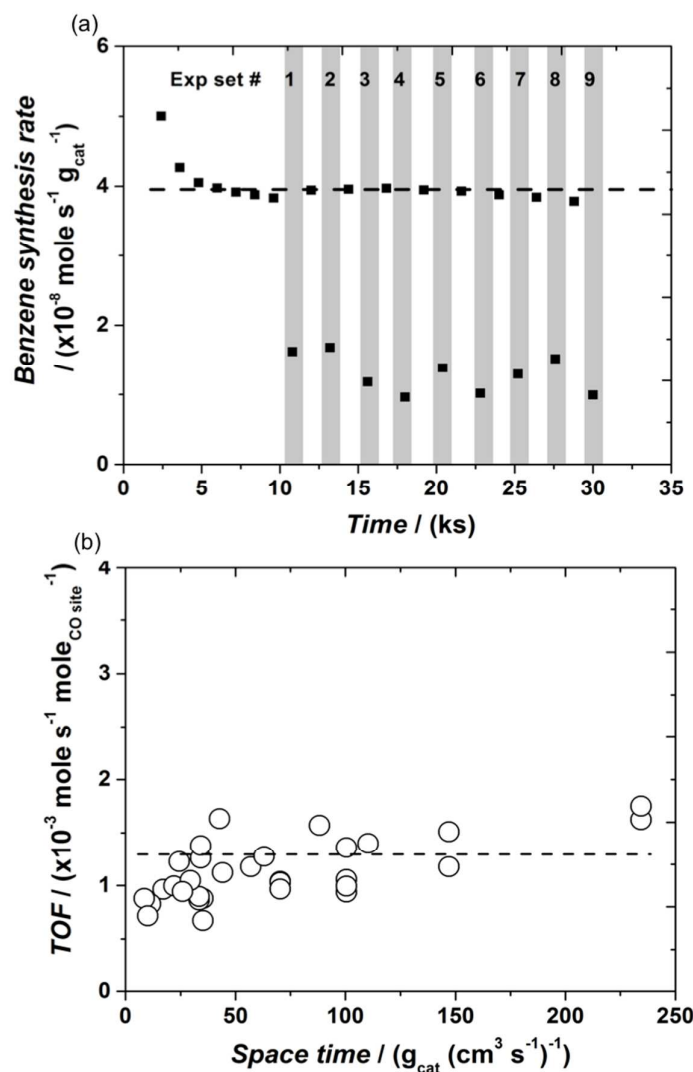 (a)
Exp set # 1 2 3 4 5 6 7 8 9
6
4
2
0
Benzene synthesis rate
/ (x10⁻⁸ mole s⁻¹ g_cat⁻¹)
0 5 10 15 20 25 30 35
Time / (ks)
(b)
4
3
2
1
0
TOF / (x10⁻³ mole s⁻¹ mole_CO site⁻¹)
0 50 100 150 200 250
Space time / (g_cat (cm³ s⁻¹)⁻¹)